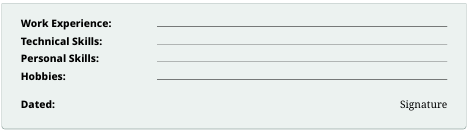 Work Experience:
Technical Skills:
Personal Skills:
Hobbies:
Dated: Signature